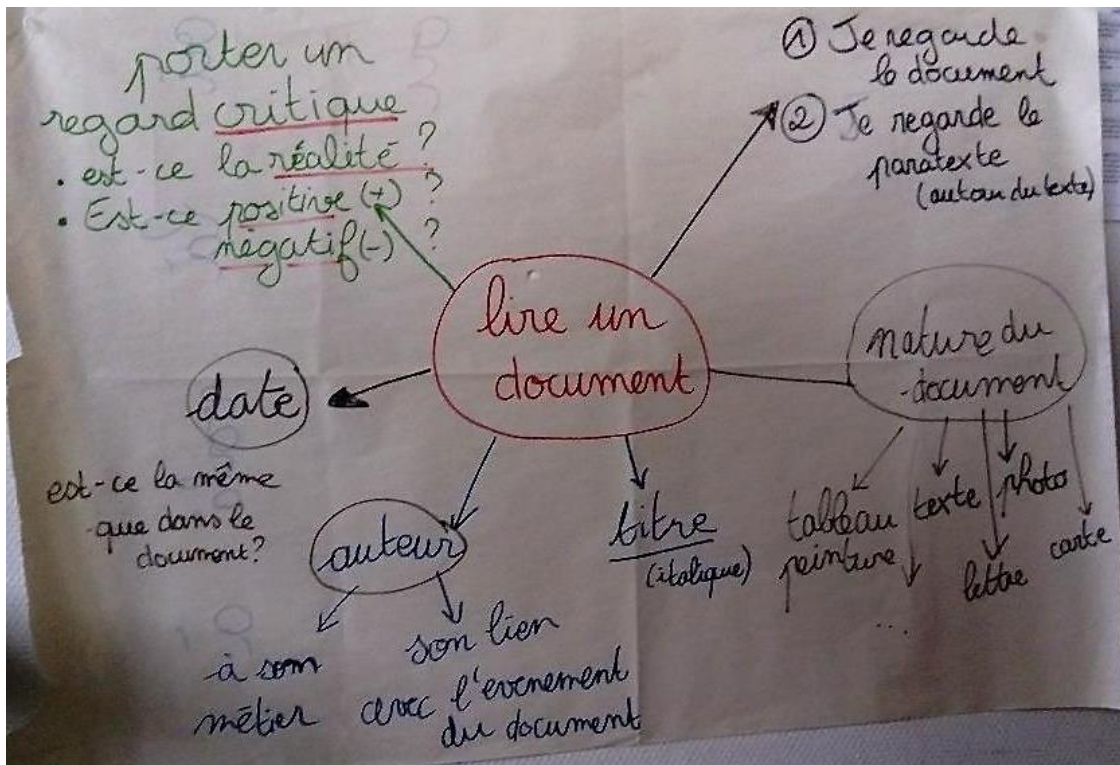 porter un
regard critique
• est-ce la réalité ?
• Est-ce positive (+) ?
négatif (-) ?
① Je regarde
le document
② Je regarde le
paratexte
(autour du texte)
lire un
document
nature du
document
tableau
peinture
texte
photo
lettre
carte
...
date
est-ce la même
que dans le
document?
auteur
à son
métier
son lien
avec l'evenement
du document
titre
(italique)